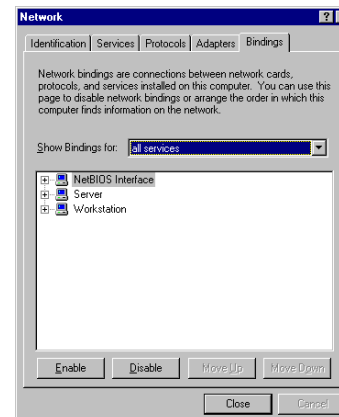 Network
Identification Services Protocols Adapters Bindings
Network bindings are connections between network cards,
protocols, and services installed on this computer. You can use this
page to disable network bindings or arrange the order in which this
computer finds information on the network.
Show Bindings for: all services
NetBIOS Interface
Server
Workstation
Enable Disable Move Up Move Down
Close Cancel